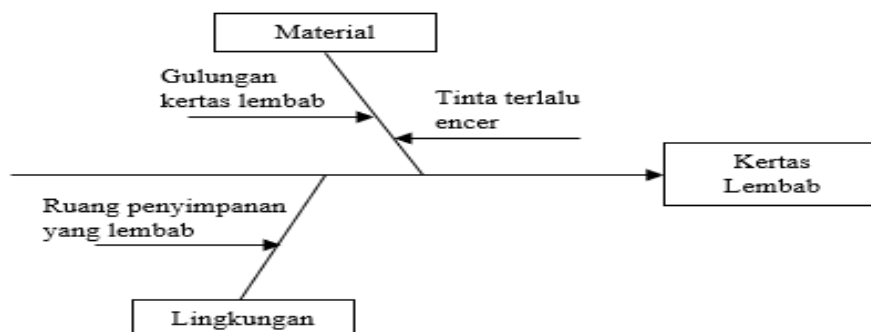 Material
Gulungan
kertas lembab
Tinta terlalu
encer
Kertas
Lembab
Ruang penyimpanan
yang lembab
Lingkungan